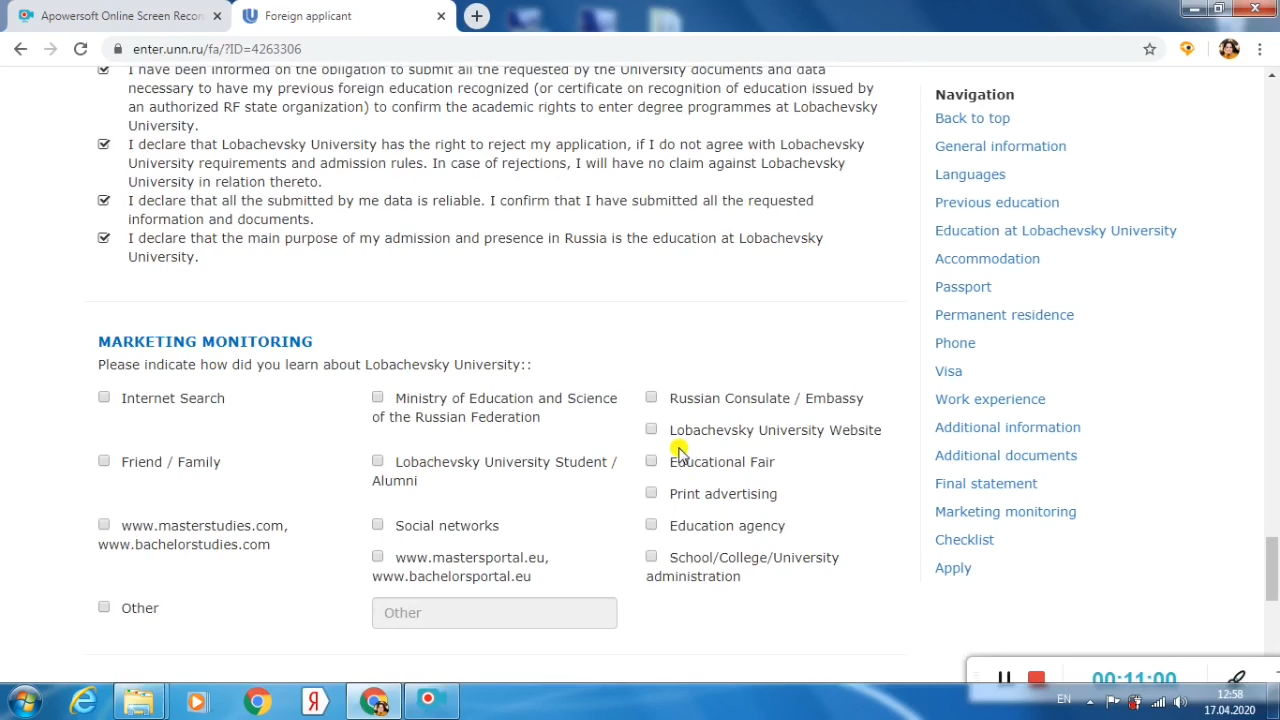 Apowersoft Online Screen Recor
Foreign applicant
enter.unn.ru/fa/?ID=4263306
I have been informed on the obligation to submit all the requested by the University documents and data
necessary to have my previous foreign education recognized (or certificate on recognition of education issued by
an authorized RF state organization) to confirm the academic rights to enter degree programmes at Lobachevsky
University.
I declare that Lobachevsky University has the right to reject my application, if I do not agree with Lobachevsky
University requirements and admission rules. In case of rejections, I will have no claim against Lobachevsky
University in relation thereto.
I declare that all the submitted by me data is reliable. I confirm that I have submitted all the requested
information and documents.
I declare that the main purpose of my admission and presence in Russia is the education at Lobachevsky
University.
MARKETING MONITORING
Please indicate how did you learn about Lobachevsky University::
Internet Search
Friend / Family
www.masterstudies.com,
www.bachelorstudies.com
Other
Ministry of Education and Science
of the Russian Federation
Lobachevsky University Student /
Alumni
Social networks
www.mastersportal.eu,
www.bachelorsportal.eu
Other
Russian Consulate / Embassy
Lobachevsky University Website
Educational Fair
Print advertising
Education agency
School/College/University
administration
Navigation
Back to top
General information
Languages
Previous education
Education at Lobachevsky University
Accommodation
Passport
Permanent residence
Phone
Visa
Work experience
Additional information
Additional documents
Final statement
Marketing monitoring
Checklist
Apply
00:11:00
Я
EN
12:58
17.04.2020